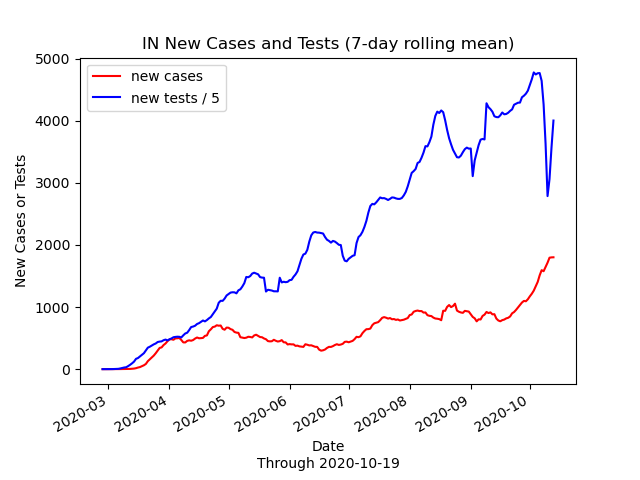 IN New Cases and Tests (7-day rolling mean)
new cases
new tests / 5
5000
4000
3000
2000
1000
0
New Cases or Tests
2020-03
2020-04
2020-05
2020-06
2020-07
2020-08
2020-09
2020-10
Date
Through 2020-10-19